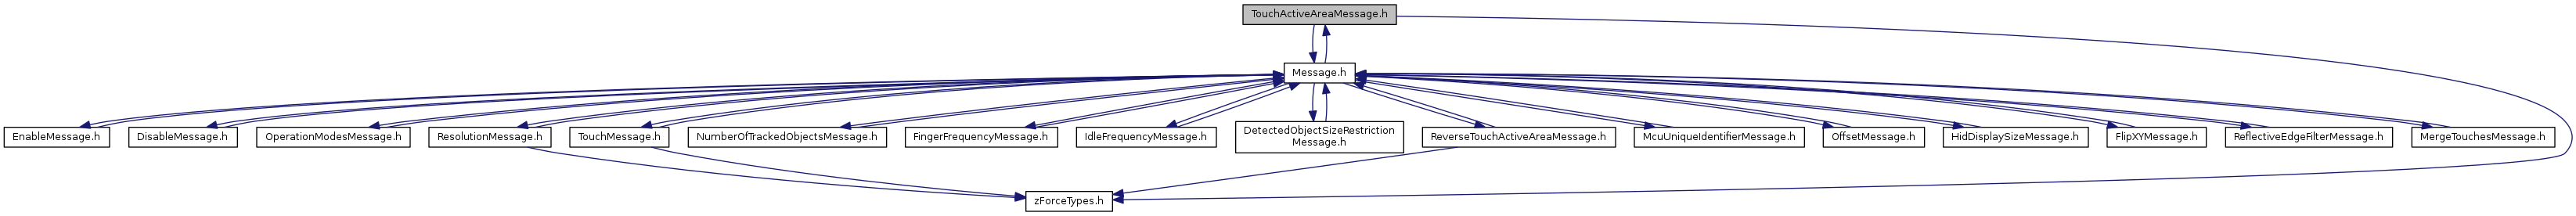 TouchActiveAreaMessage.h
Message.h
EnableMessage.h
DisableMessage.h
OperationModesMessage.h
ResolutionMessage.h
TouchMessage.h
NumberOfTrackedObjectsMessage.h
FingerFrequencyMessage.h
IdleFrequencyMessage.h
DetectedObjectSizeRestriction
Message.h
ReverseTouchActiveAreaMessage.h
McuUniqueIdentifierMessage.h
OffsetMessage.h
HidDisplaySizeMessage.h
FlipXYMessage.h
ReflectiveEdgeFilterMessage.h
MergeTouchesMessage.h
zForceTypes.h